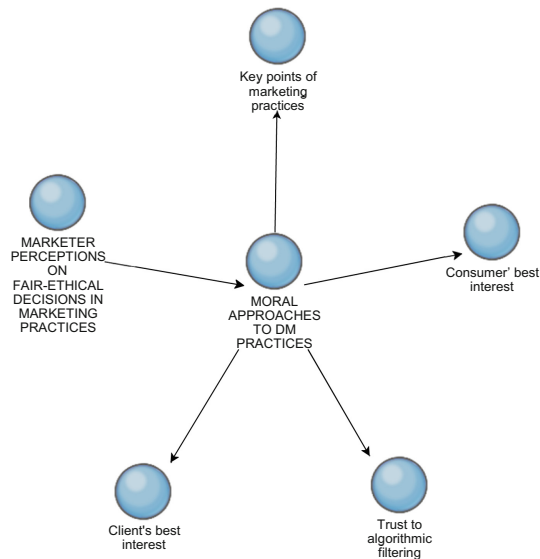 Key points of
marketing
practices
MARKETER
PERCEPTIONS
ON
FAIR-ETHICAL
DECISIONS IN
MARKETING
PRACTICES
MORAL
APPROACHES
TO DM
PRACTICES
Consumer' best
interest
Client's best
interest
Trust to
algorithmic
filtering